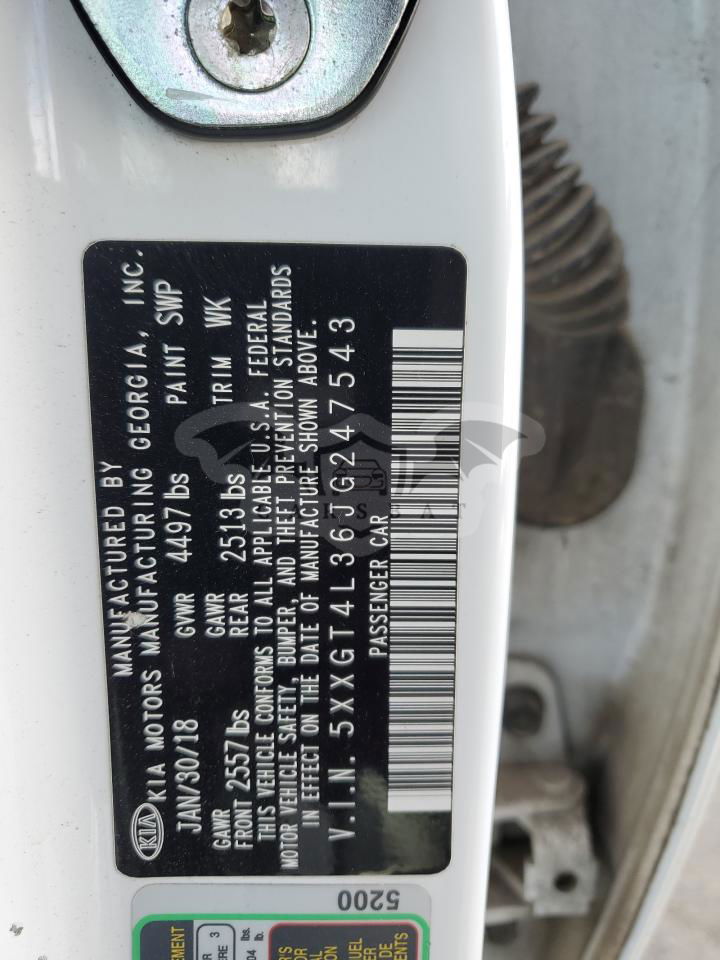 KIA
MANUFACTURED BY
KIA MOTORS MANUFACTURING GEORGIA, INC.
JAN/30/18 GVWR 4497 lbs PAINT SWP
GAWR FRONT 2557 lbs GAWR REAR 2513 lbs TRIM WK
THIS VEHICLE CONFORMS TO ALL APPLICABLE U.S.A. FEDERAL
MOTOR VEHICLE SAFETY, BUMPER, AND THEFT PREVENTION STANDARDS
IN EFFECT ON THE DATE OF MANUFACTURE SHOWN ABOVE.
V.I.N. 5XXGT4L36JG247543
PASSENGER CAR
5200